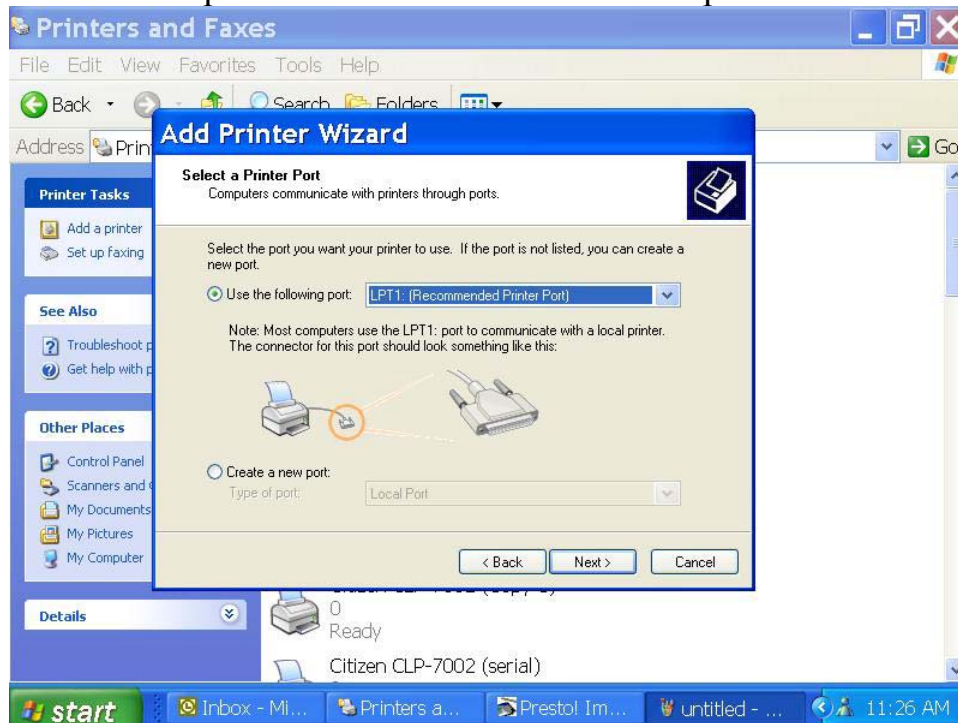 Printers and Faxes
File Edit View Favorites Tools Help
Back Search Folders
Address Prin Go
Add Printer Wizard
Select a Printer Port
Computers communicate with printers through ports.
Select the port you want your printer to use. If the port is not listed, you can create a
new port.
Use the following port: LPT1: (Recommended Printer Port)
Note: Most computers use the LPT1: port to communicate with a local printer.
The connector for this port should look something like this:
Create a new port:
Type of port: Local Port
< Back Next > Cancel
Printer Tasks
Add a printer
Set up faxing
See Also
Troubleshoot p
Get help with p
Other Places
Control Panel
Scanners and
My Documents
My Pictures
My Computer
Details
0
Ready
Citizen CLP-7002 (serial)
start Inbox - Mi... Printers a... Presto! Im... untitled - ... 11:26 AM